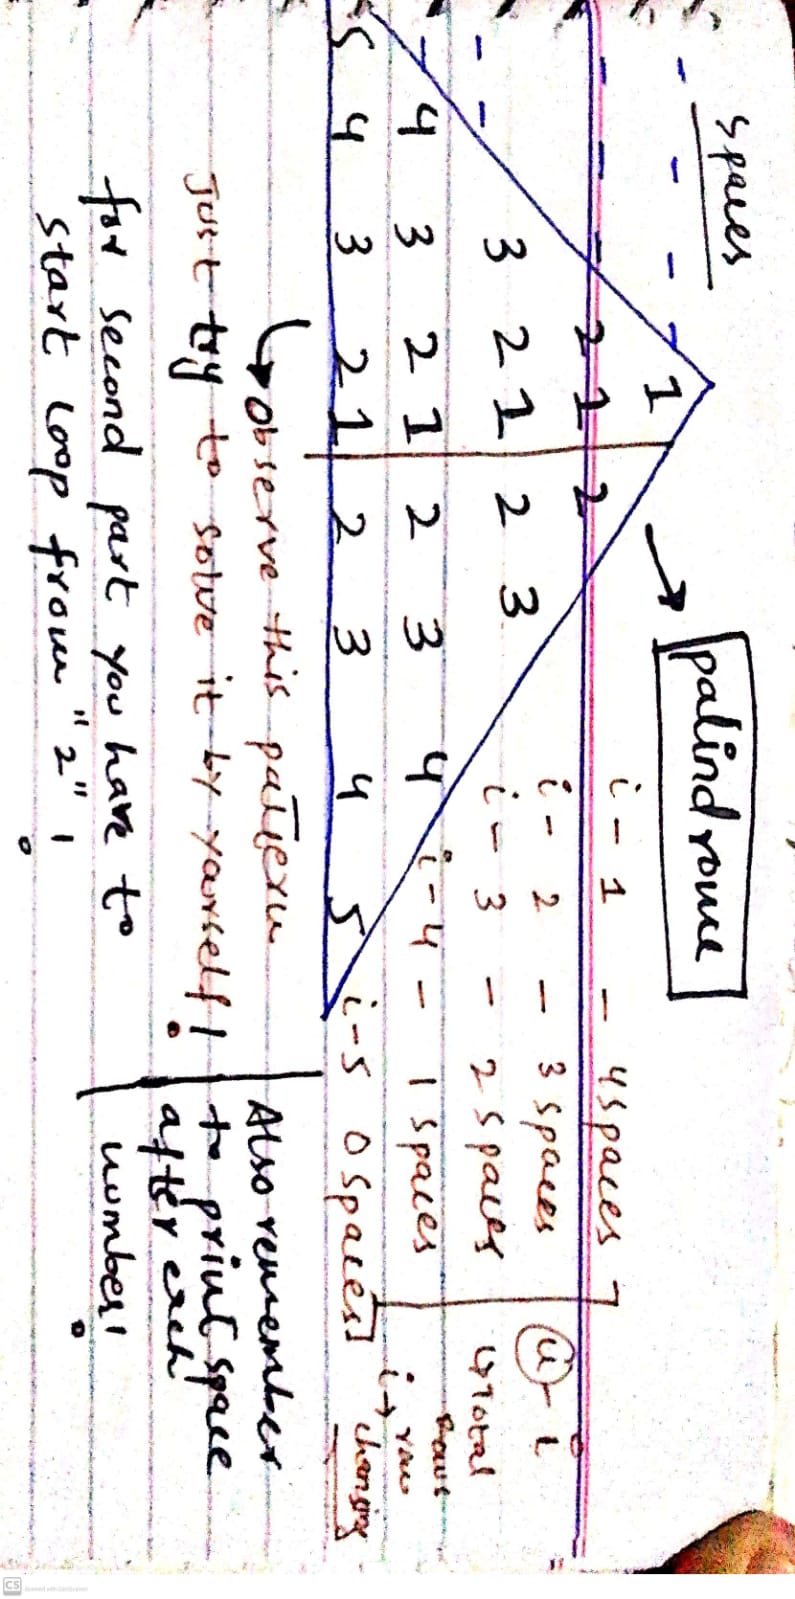 palindrome
spaces
1
i - 1 - 4 spaces
2 1 2
i - 2 - 3 spaces
3 2 1 2 3
i - 3 - 2 spaces
4 3 2 1 2 3 4
i - 4 - 1 spaces
5 4 3 2 1 2 3 4 5
i - 5 0 spaces
n - i
↳ Total
Rows
i → row
changing
→ Observe this pattern
Just try to solve it by yourself!
for second part you have to
start loop from "2"!
Also remember
to print space
after each
number!
CS